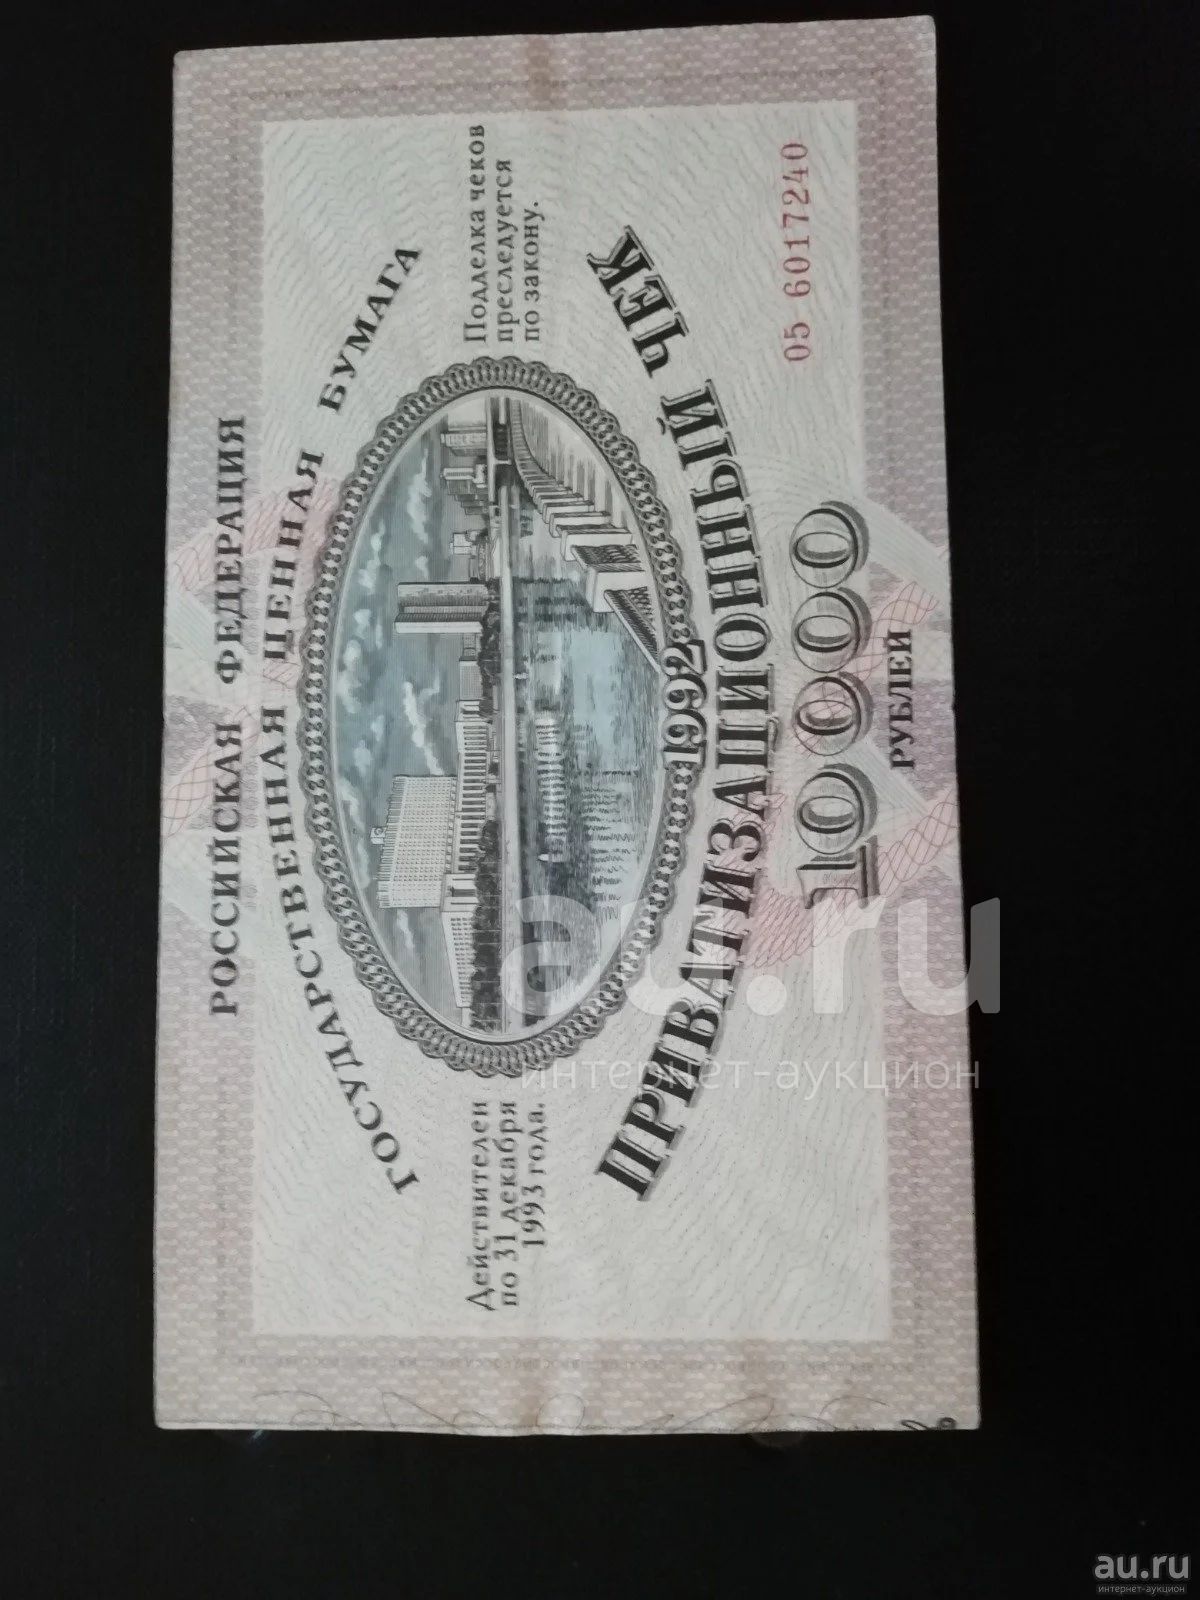 РОССИЙСКАЯ ФЕДЕРАЦИЯ
ГОСУДАРСТВЕННАЯ ЦЕННАЯ БУМАГА
Действителен
по 31 декабря
1993 года.
Подделка чеков
преследуется
по закону.
1992
ПРИВАТИЗАЦИОННЫЙ ЧЕК
05 6017240
10000
РУБЛЕЙ
au.ru
интернет-аукцион
au.ru
интернет-аукцион